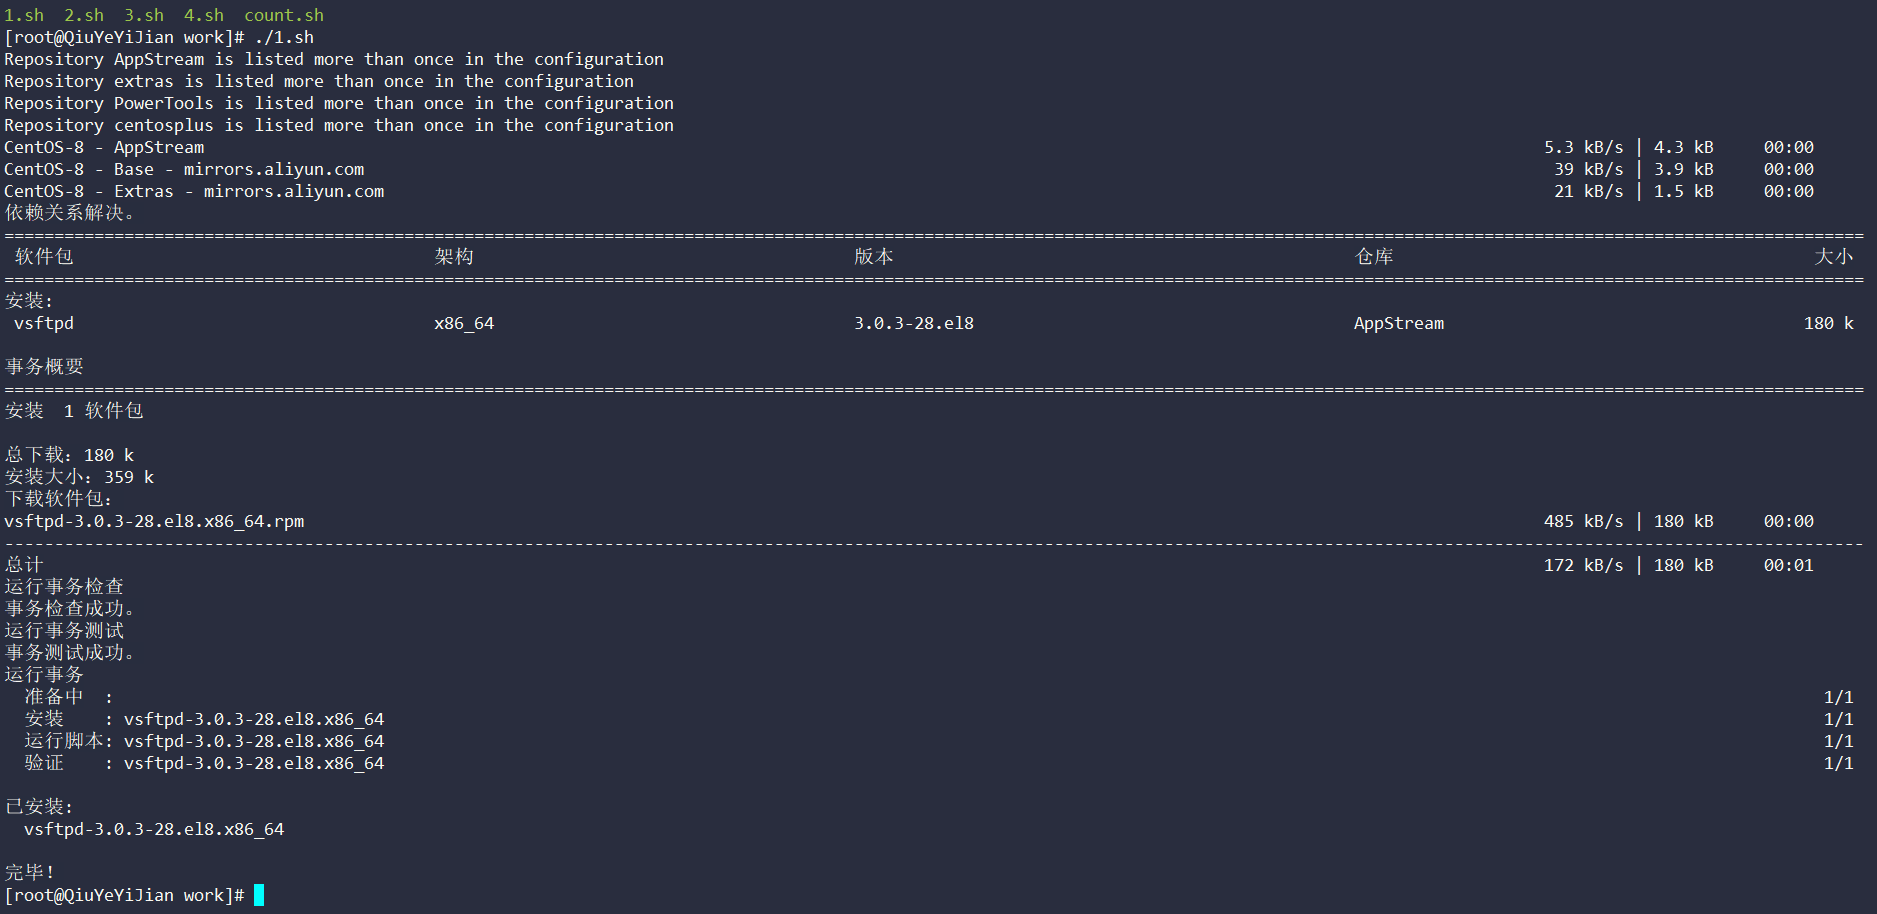 1.sh  2.sh  3.sh  4.sh  count.sh
[root@QiuYeYiJian work]# ./1.sh
Repository AppStream is listed more than once in the configuration
Repository extras is listed more than once in the configuration
Repository PowerTools is listed more than once in the configuration
Repository centosplus is listed more than once in the configuration
CentOS-8 - AppStream 5.3 kB/s | 4.3 kB 00:00
CentOS-8 - Base - mirrors.aliyun.com 39 kB/s | 3.9 kB 00:00
CentOS-8 - Extras - mirrors.aliyun.com 21 kB/s | 1.5 kB 00:00
依赖关系解决。
================================================================================
软件包 架构 版本 仓库 大小
================================================================================
安装:
vsftpd x86_64 3.0.3-28.el8 AppStream 180 k
事务概要
================================================================================
安装  1 软件包
总下载：180 k
安装大小：359 k
下载软件包：
vsftpd-3.0.3-28.el8.x86_64.rpm 485 kB/s | 180 kB 00:00
--------------------------------------------------------------------------------
总计 172 kB/s | 180 kB 00:01
运行事务检查
事务检查成功。
运行事务测试
事务测试成功。
运行事务
准备中  : 1/1
安装    : vsftpd-3.0.3-28.el8.x86_64 1/1
运行脚本: vsftpd-3.0.3-28.el8.x86_64 1/1
验证    : vsftpd-3.0.3-28.el8.x86_64 1/1
已安装:
vsftpd-3.0.3-28.el8.x86_64
完毕！
[root@QiuYeYiJian work]#